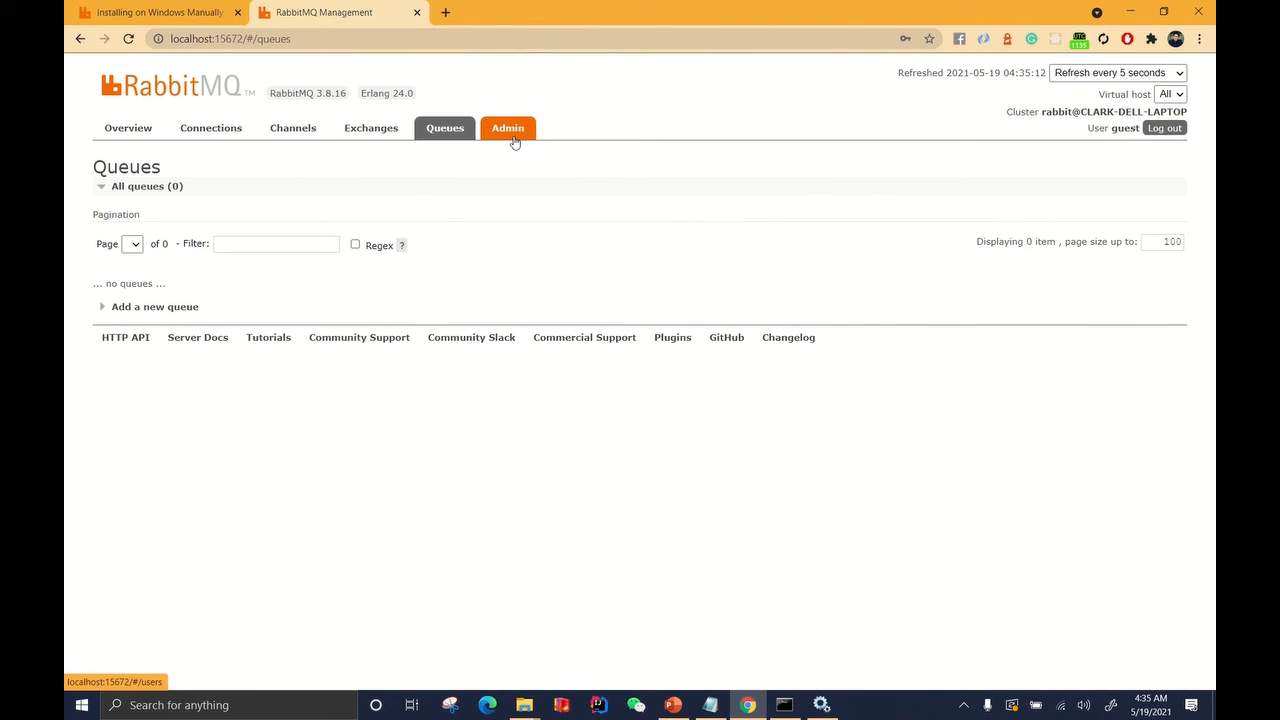 Installing on Windows Manually
RabbitMQ Management
localhost:15672/#/queues
1135
RabbitMQ TM
RabbitMQ 3.8.16
Erlang 24.0
Refreshed 2021-05-19 04:35:12
Refresh every 5 seconds
Virtual host All
Cluster rabbit@CLARK-DELL-LAPTOP
User guest Log out
Overview
Connections
Channels
Exchanges
Queues
Admin
Queues
All queues (0)
Pagination
Page of 0 - Filter: Regex ?
Displaying 0 item , page size up to: 100
... no queues ...
Add a new queue
HTTP API
Server Docs
Tutorials
Community Support
Community Slack
Commercial Support
Plugins
GitHub
Changelog
localhost:15672/#/users
Search for anything
4:35 AM
5/19/2021